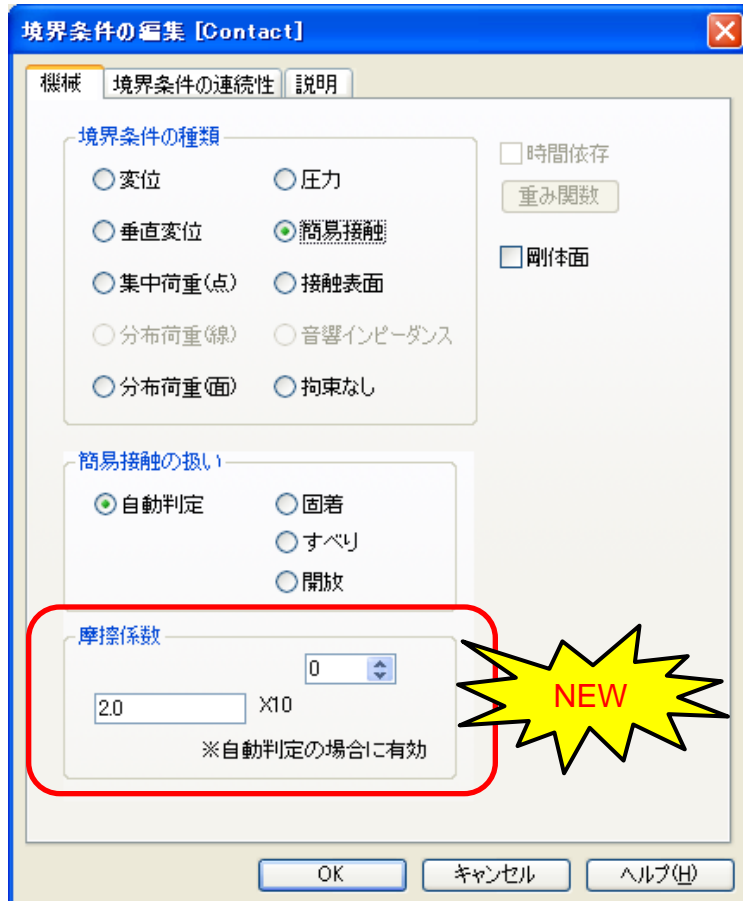 境界条件の編集 [Contact]
機械 境界条件の連続性 説明
境界条件の種類
変位 圧力
垂直変位 簡易接触
集中荷重(点) 接触表面
分布荷重(線) 音響インピーダンス
分布荷重(面) 拘束なし
時間依存
重み関数
剛体面
簡易接触の扱い
自動判定 固着
すべり
開放
摩擦係数
0
2.0 X10
※自動判定の場合に有効
NEW
OK キャンセル ヘルプ(H)